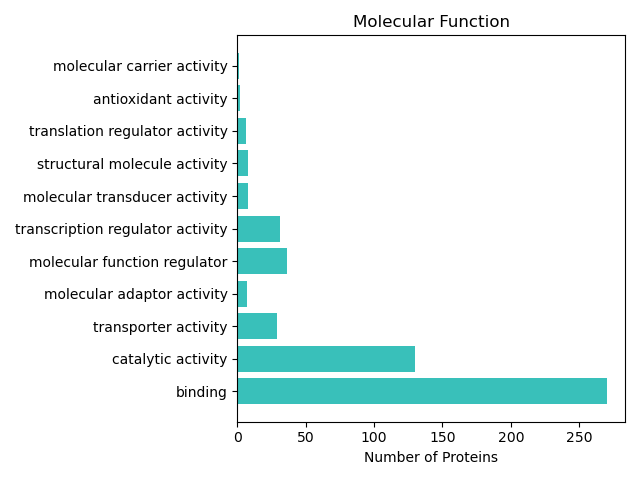 Molecular Function
molecular carrier activity
antioxidant activity
translation regulator activity
structural molecule activity
molecular transducer activity
transcription regulator activity
molecular function regulator
molecular adaptor activity
transporter activity
catalytic activity
binding
0 50 100 150 200 250
Number of Proteins